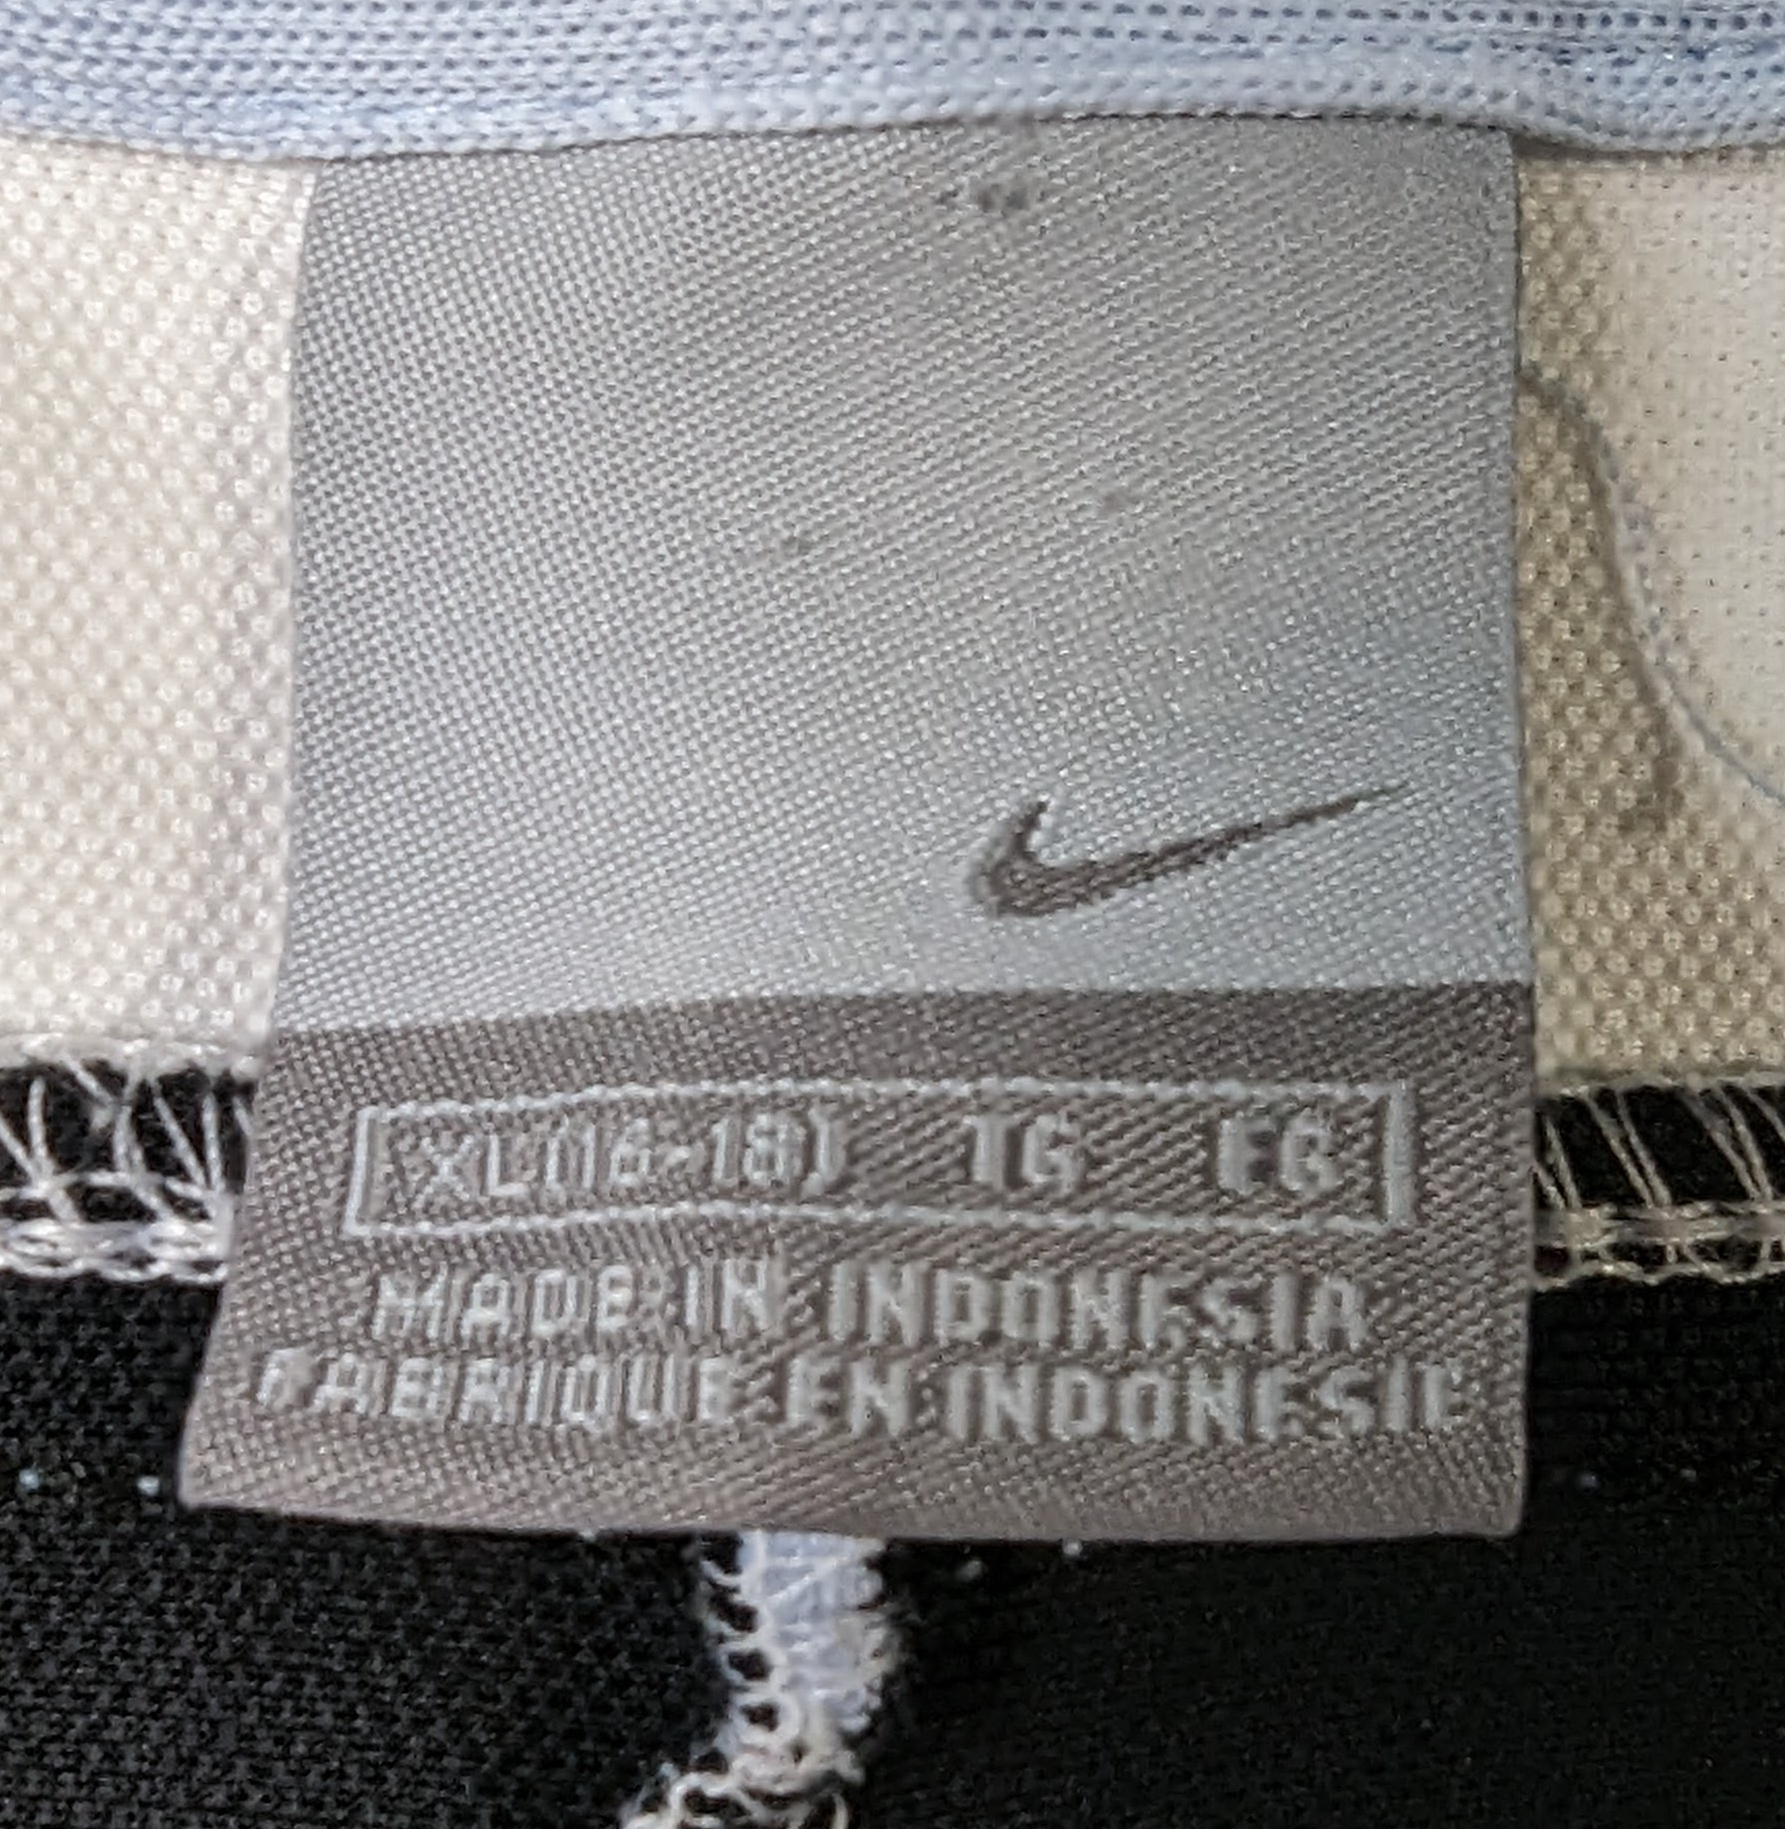 XL(16-18) TG EG
MADE IN INDONESIA
FABRIQUE EN INDONESIE